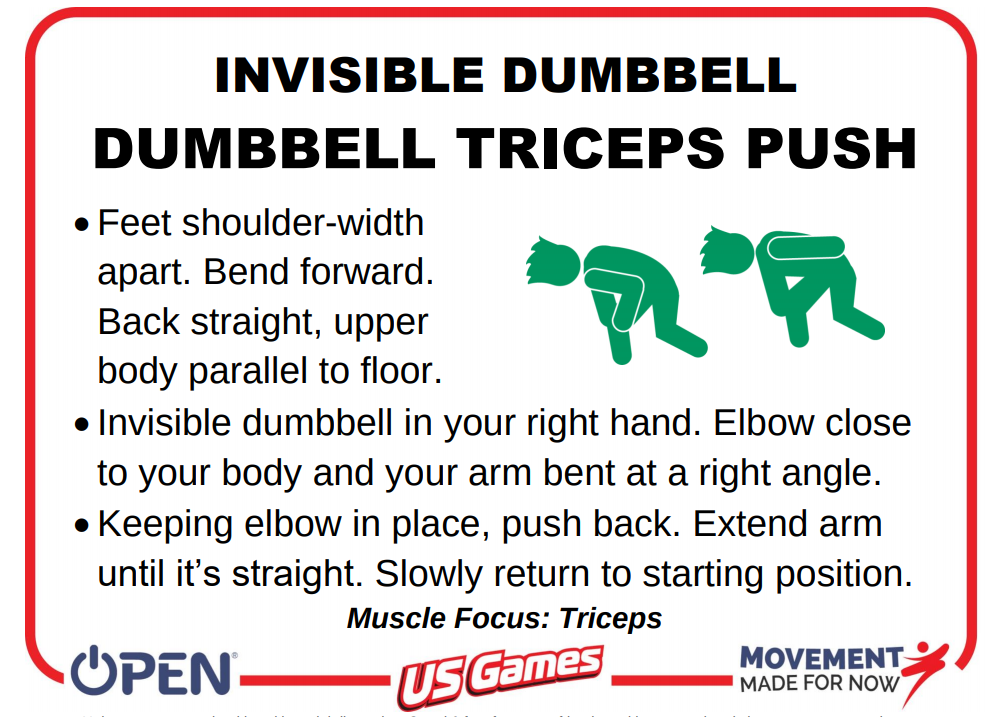 INVISIBLE DUMBBELL
DUMBBELL TRICEPS PUSH
• Feet shoulder-width
apart. Bend forward.
Back straight, upper
body parallel to floor.
• Invisible dumbbell in your right hand. Elbow close
to your body and your arm bent at a right angle.
• Keeping elbow in place, push back. Extend arm
until it’s straight. Slowly return to starting position.
Muscle Focus: Triceps
OPEN®
US Games
MOVEMENT
MADE FOR NOW